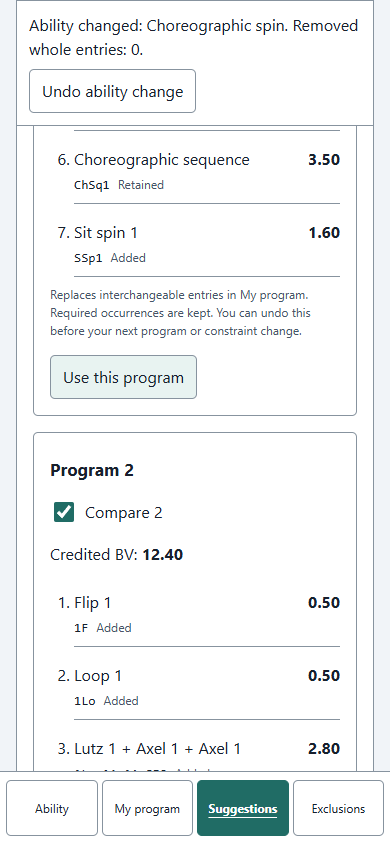 Ability changed: Choreographic spin. Removed
whole entries: 0.
Undo ability change
6. Choreographic sequence 3.50
ChSq1 Retained
7. Sit spin 1 1.60
SSp1 Added
Replaces interchangeable entries in My program.
Required occurrences are kept. You can undo this
before your next program or constraint change.
Use this program
Program 2
Compare 2
Credited BV: 12.40
1. Flip 1 0.50
1F Added
2. Loop 1 0.50
1Lo Added
3. Lutz 1 + Axel 1 + Axel 1 2.80
Ability My program Suggestions Exclusions